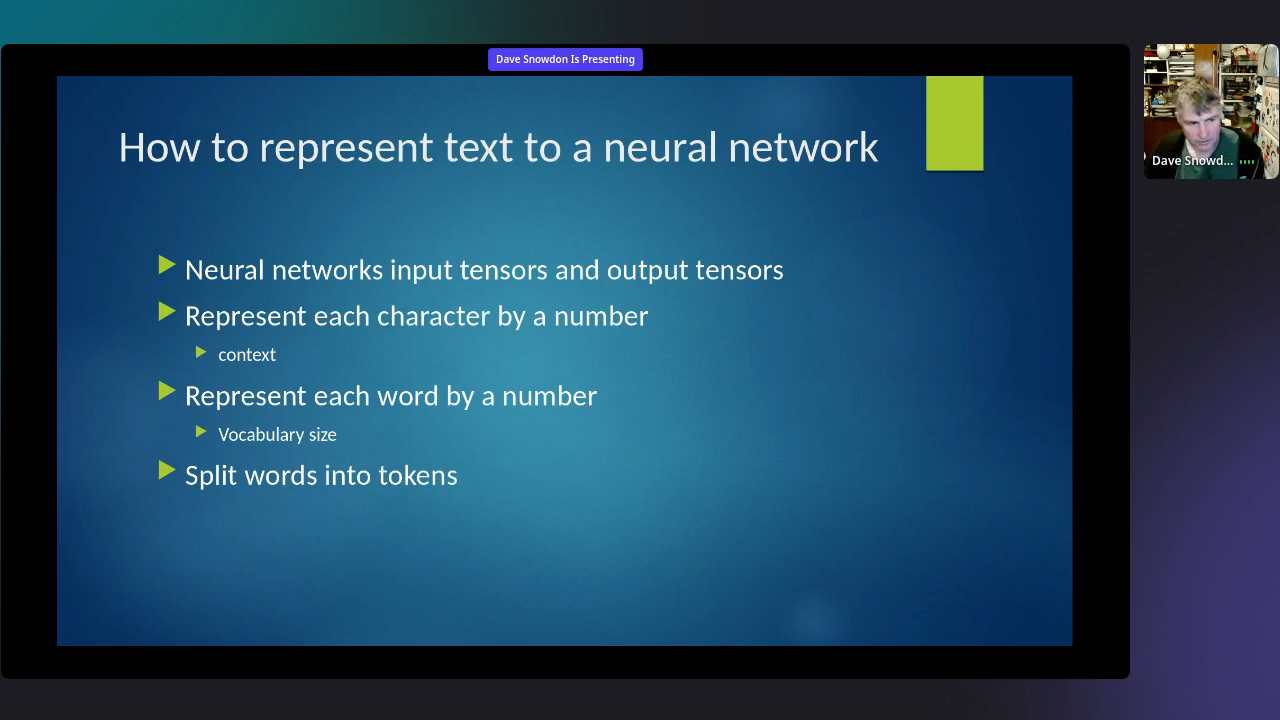 Dave Snowdon Is Presenting
How to represent text to a neural network
Neural networks input tensors and output tensors
Represent each character by a number
context
Represent each word by a number
Vocabulary size
Split words into tokens
Dave Snowd...